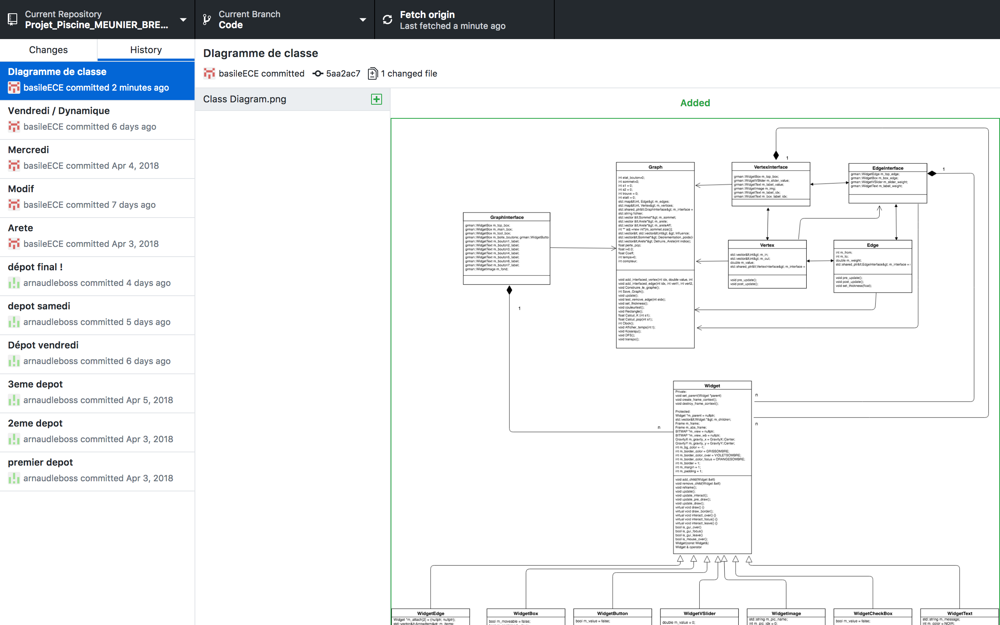 Current Repository
Projet_Piscine_MEUNIER_BRE...
Current Branch
Code
Fetch origin
Last fetched a minute ago
Changes
History
DIagramme de classe
basileECE committed 2 minutes ago
Vendredi / Dynamique
basileECE committed 6 days ago
Mercredi
basileECE committed Apr 4, 2018
Modif
basileECE committed 7 days ago
Arete
basileECE committed Apr 3, 2018
dépot final !
arnaudleboss committed 4 days ago
depot samedi
arnaudleboss committed 5 days ago
Dépot vendredi
arnaudleboss committed 6 days ago
3eme depot
arnaudleboss committed Apr 5, 2018
2eme depot
arnaudleboss committed Apr 3, 2018
premier depot
arnaudleboss committed Apr 3, 2018
DIagramme de classe
basileECE committed 5aa2ac7 1 changed file
Class Diagram.png
Added
GraphInterface
grman::WidgetBox m_top_box;
grman::WidgetBox m_main_box;
grman::WidgetBox m_tool_box;
grman::WidgetBox m_boite_boutons; grman::WidgetButto
grman::WidgetText m_bouton1_label;
grman::WidgetText m_bouton2_label;
grman::WidgetText m_bouton3_label;
grman::WidgetText m_bouton4_label;
grman::WidgetText m_bouton5_label;
grman::WidgetText m_bouton6_label;
grman::WidgetText m_bouton7_label;
grman::WidgetImage m_fond;
1
n
Graph
int etat_bouton=0;
int sommet=0;
int s1 = 0;
int s2 = 0;
int trouve = 0;
int etatt = 0;
std::map&lt;int, Edge&gt; m_edges;
std::map&lt;int, Vertex&gt; m_vertices;
std::shared_ptr&lt;GraphInterface&gt; m_interface =
std::string fichier;
std::vector &lt;Sommet*&gt; m_sommet;
std::vector &lt;Arete*&gt; m_arete;
std::vector &lt;Arete*&gt; m_areteAff;
int ** adj =new int*[m_sommet.size()];
std::vector&lt; std::vector&lt;int&gt; &gt; Influence;
std::vector&lt;Sommet*&gt; Decrementation_poids(i
std::vector&lt;Arete*&gt; Detruire_Arete(int indice);
float perte_pop;
float i=0.0;
float Coeff;
int temps=0;
int compteur;
void add_interfaced_vertex(int idx, double value, int
void add_interfaced_edge(int idx, int vert1, int vert2,
void Construire_le_graphe();
int Save_Graph();
void update();
void test_remove_edge(int eidx);
void set_thickness();
void couleurtest();
void Rectangle();
float Calcul_K (int s1);
float Calcul_pop(int s1);
int Clock();
void Afficher_temps(int t);
void Kosaraju();
void DFS();
void transpo();
1
VertexInterface
grman::WidgetBox m_top_box;
grman::WidgetVSlider m_slider_value;
grman::WidgetText m_label_value;
grman::WidgetImage m_img;
grman::WidgetText m_label_idx;
grman::WidgetText m_box_label_idx;
1
EdgeInterface
grman::WidgetEdge m_top_edge;
grman::WidgetBox m_box_edge;
grman::WidgetVSlider m_slider_weight;
grman::WidgetText m_label_weight;
Vertex
std::vector&lt;int&gt; m_in;
std::vector&lt;int&gt; m_out;
double m_value;
std::shared_ptr&lt;VertexInterface&gt; m_interface =
void pre_update();
void post_update();
Edge
int m_from;
int m_to;
double m_weight;
std::shared_ptr&lt;EdgeInterface&gt; m_interface =
void pre_update();
void post_update();
void set_thickness(float);
Widget
Private:
void set_parent(Widget *parent)
void create_frame_context();
void destroy_frame_context();
Protected:
Widget *m_parent = nullptr;
std::vector&lt;Widget *&gt; m_children;
Frame m_frame;
Frame m_abs_frame;
BITMAP *m_view = nullptr;
BITMAP *m_view_wb = nullptr;
GravityX m_gravity_x = GravityX::Center;
GravityY m_gravity_y = GravityY::Center;
int m_bg_color = -1;
int m_border_color = GRISSOMBRE;
int m_border_color_over = VIOLETSOMBRE;
int m_border_color_focus = ORANGESOMBRE;
int m_border = 1;
int m_margin = 1;
int m_padding = 1;
void add_child(Widget &elt)
void remove_child(Widget &elt)
void reframe();
void update();
void update_interact();
void update_pre_draw();
void update_draw();
virtual void draw() {}
virtual void draw_border();
virtual void interact_over() {}
virtual void interact_focus() {}
virtual void interact_leave() {}
bool is_gui_over()
bool is_gui_focus()
bool is_gui_leave()
bool is_mouse_over();
Widget(const Widget&)
Widget & operator
n
n
WidgetEdge
Widget *m_attach[2] = {nullptr, nullptr};
std::vector&lt;ArrowItem&gt; m_items;
WidgetBox
bool m_moveable = false;
WidgetButton
bool m_value = false;
WidgetVSlider
double m_value = 0;
WidgetImage
std::string m_pic_name;
int m_pic_idx = 0;
WidgetCheckBox
bool m_value = false;
WidgetText
std::string m_message;
int m_color = NOIR;